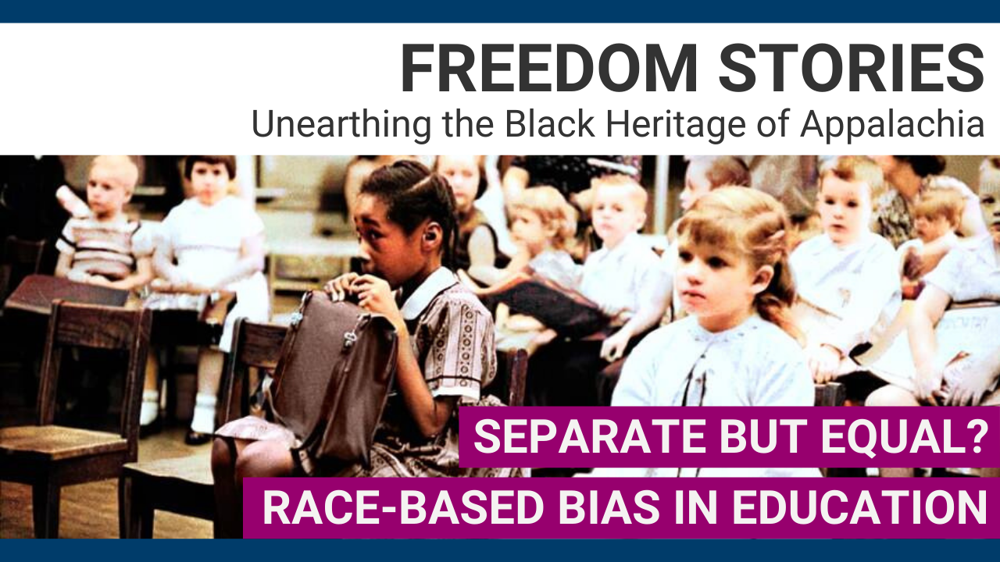 FREEDOM STORIES
Unearthing the Black Heritage of Appalachia
SEPARATE BUT EQUAL?
RACE-BASED BIAS IN EDUCATION